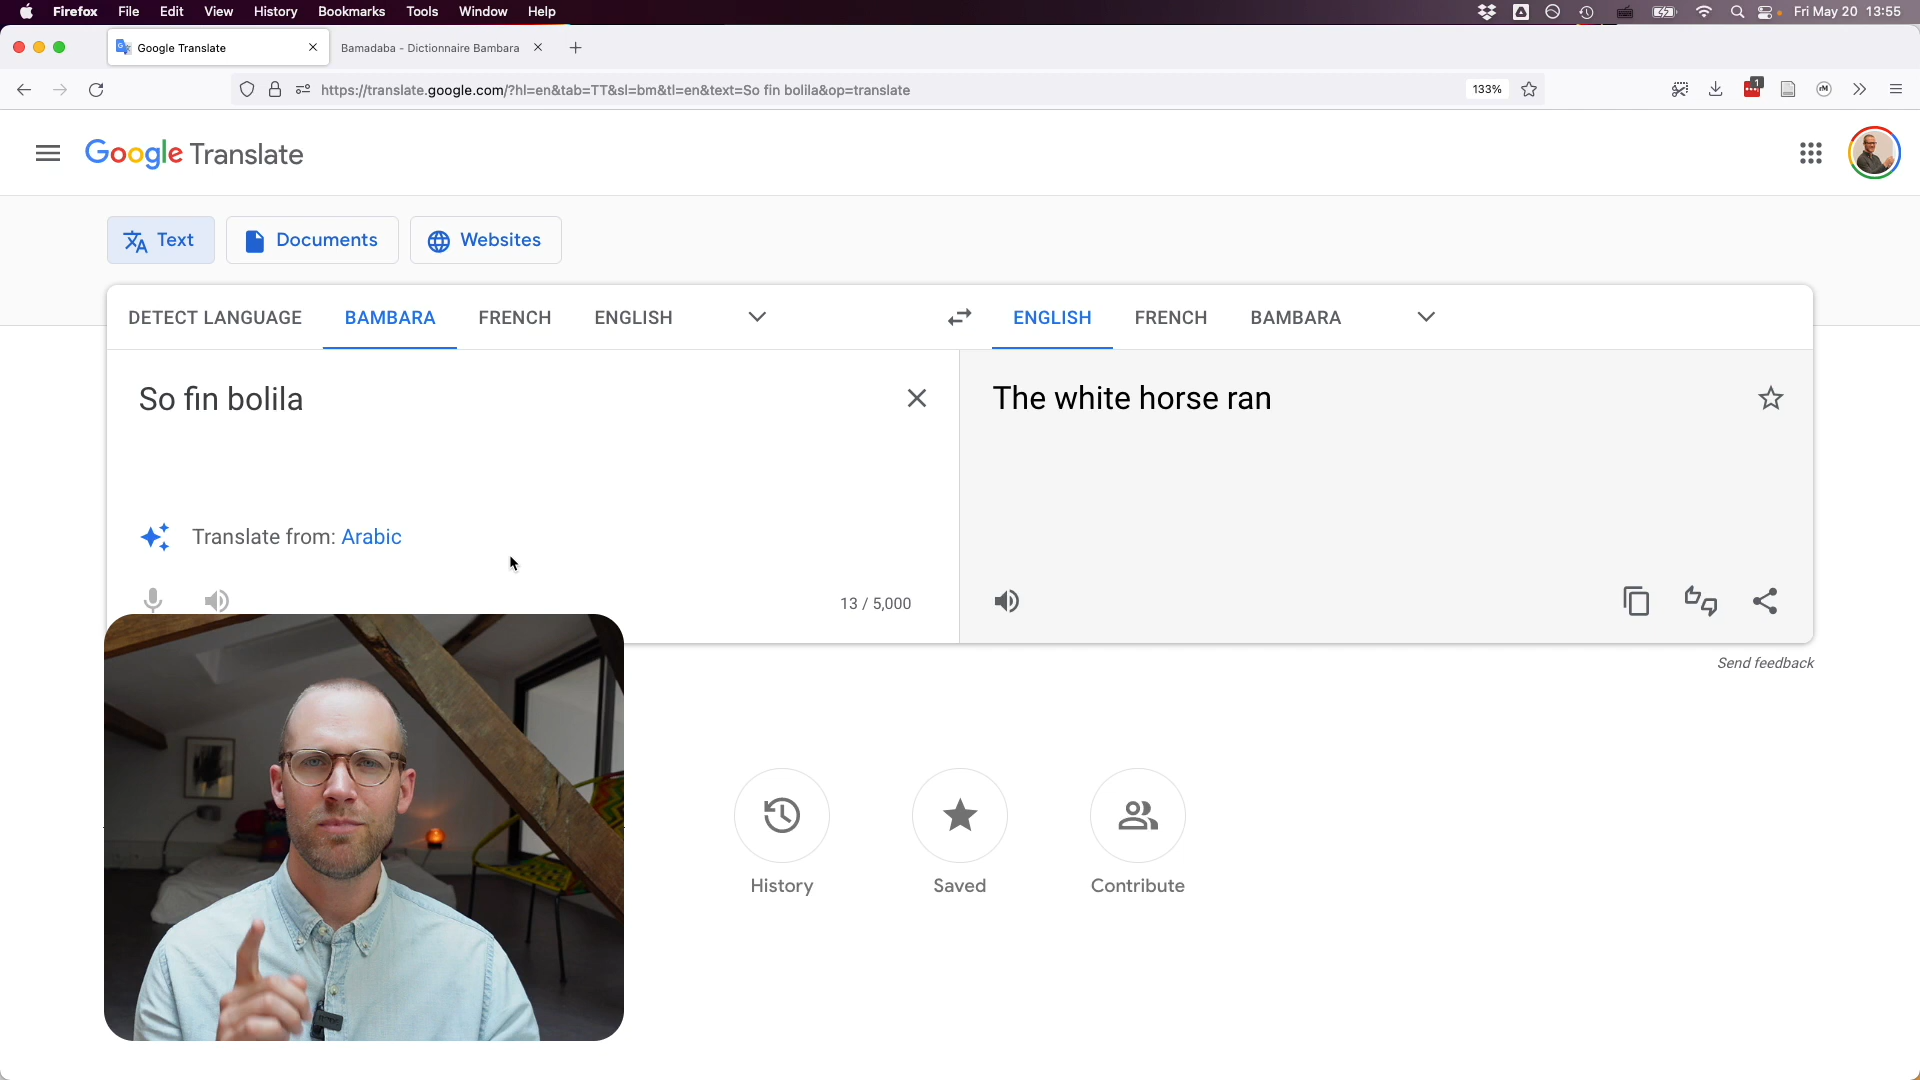 Firefox File Edit View History Bookmarks Tools Window Help
Fri May 20 13:55
Google Translate
Bamadaba - Dictionnaire Bambara
https://translate.google.com/?hl=en&tab=TT&sl=bm&tl=en&text=So fin bolila&op=translate
133%
1
Google Translate
Text
Documents
Websites
DETECT LANGUAGE BAMBARA FRENCH ENGLISH
ENGLISH FRENCH BAMBARA
So fin bolila
The white horse ran
Translate from: Arabic
13 / 5,000
Send feedback
History
Saved
Contribute